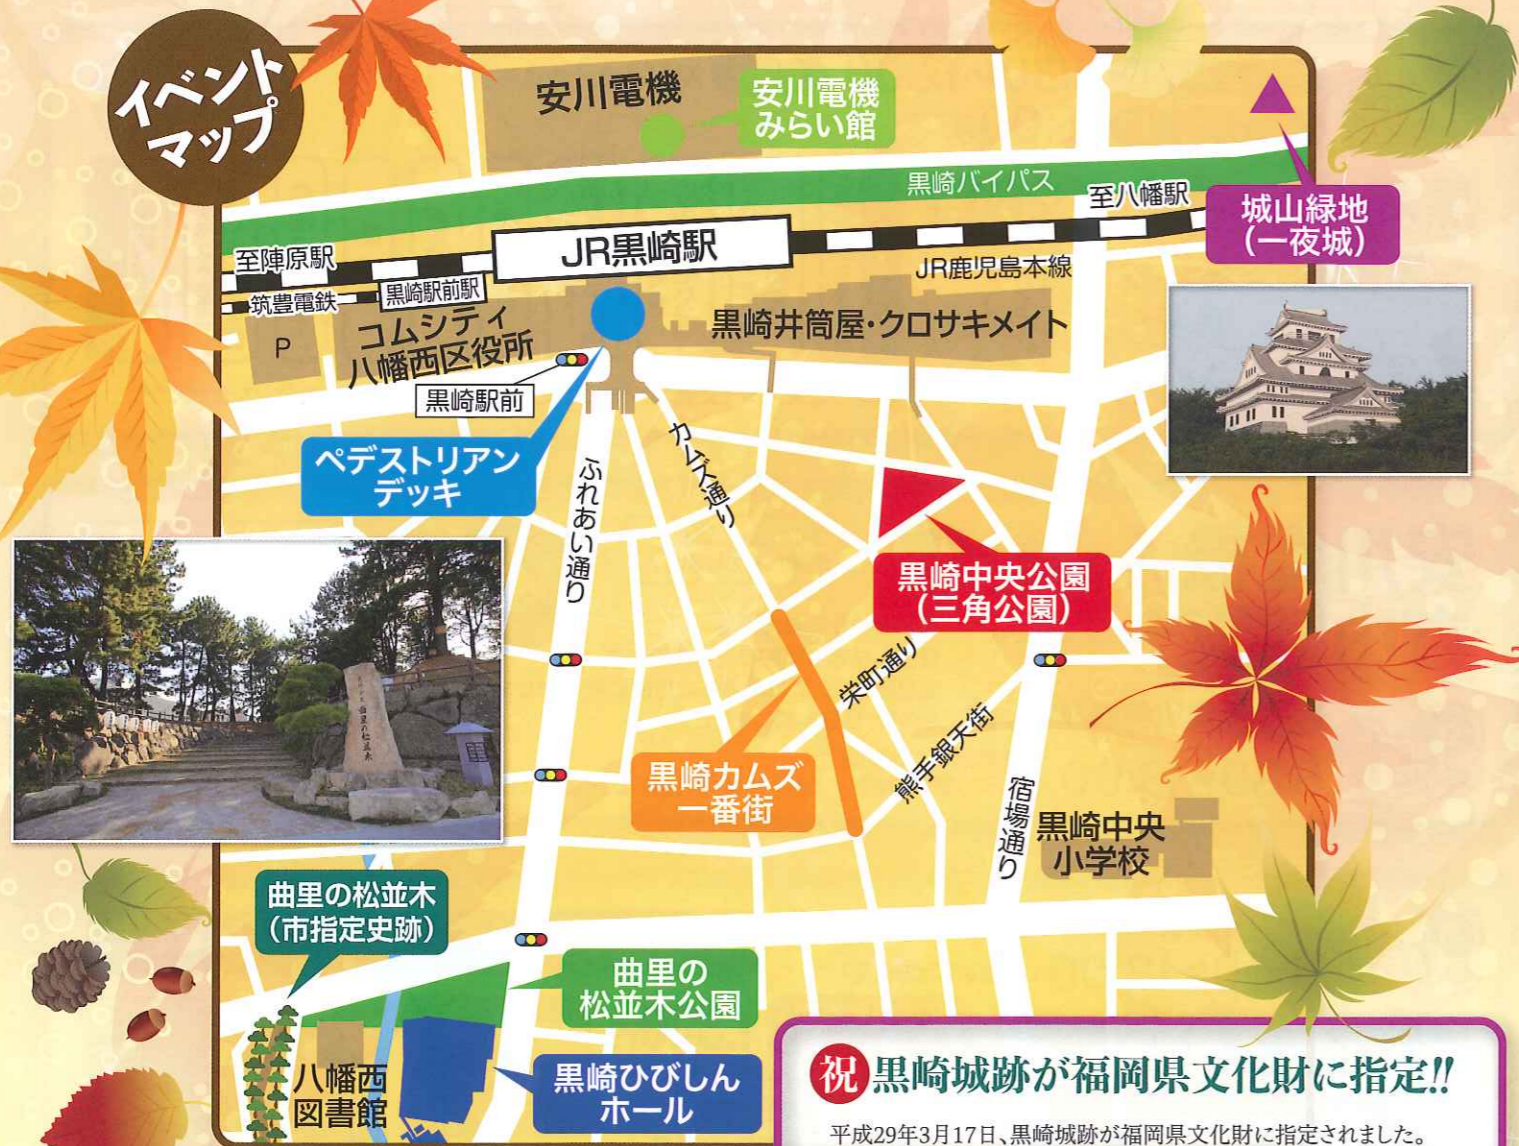 イベント
マップ
安川電機
安川電機
みらい館
黒崎バイパス
至八幡駅
城山緑地
(一夜城)
至陣原駅
JR黒崎駅
JR鹿児島本線
筑豊電鉄
黒崎駅前駅
P
コムシティ
八幡西区役所
黒崎井筒屋・クロサキメイト
黒崎駅前
ペデストリアン
デッキ
カムズ通り
ふれあい通り
黒崎中央公園
(三角公園)
栄町通り
熊手銀天街
黒崎カムズ
一番街
宿場通り
黒崎中央
小学校
曲里の松並木
曲里の松並木
(市指定史跡)
曲里の
松並木公園
八幡西
図書館
黒崎ひびしん
ホール
祝 黒崎城跡が福岡県文化財に指定!!
平成29年3月17日、黒崎城跡が福岡県文化財に指定されました。